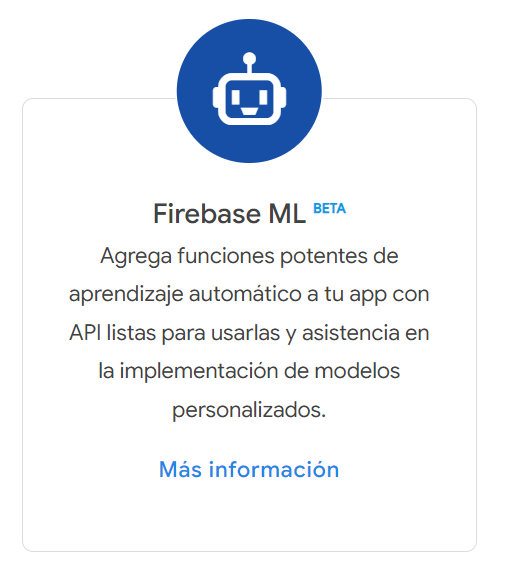 Firebase ML BETA
Agrega funciones potentes de
aprendizaje automático a tu app con
API listas para usarlas y asistencia en
la implementación de modelos
personalizados.
Más información